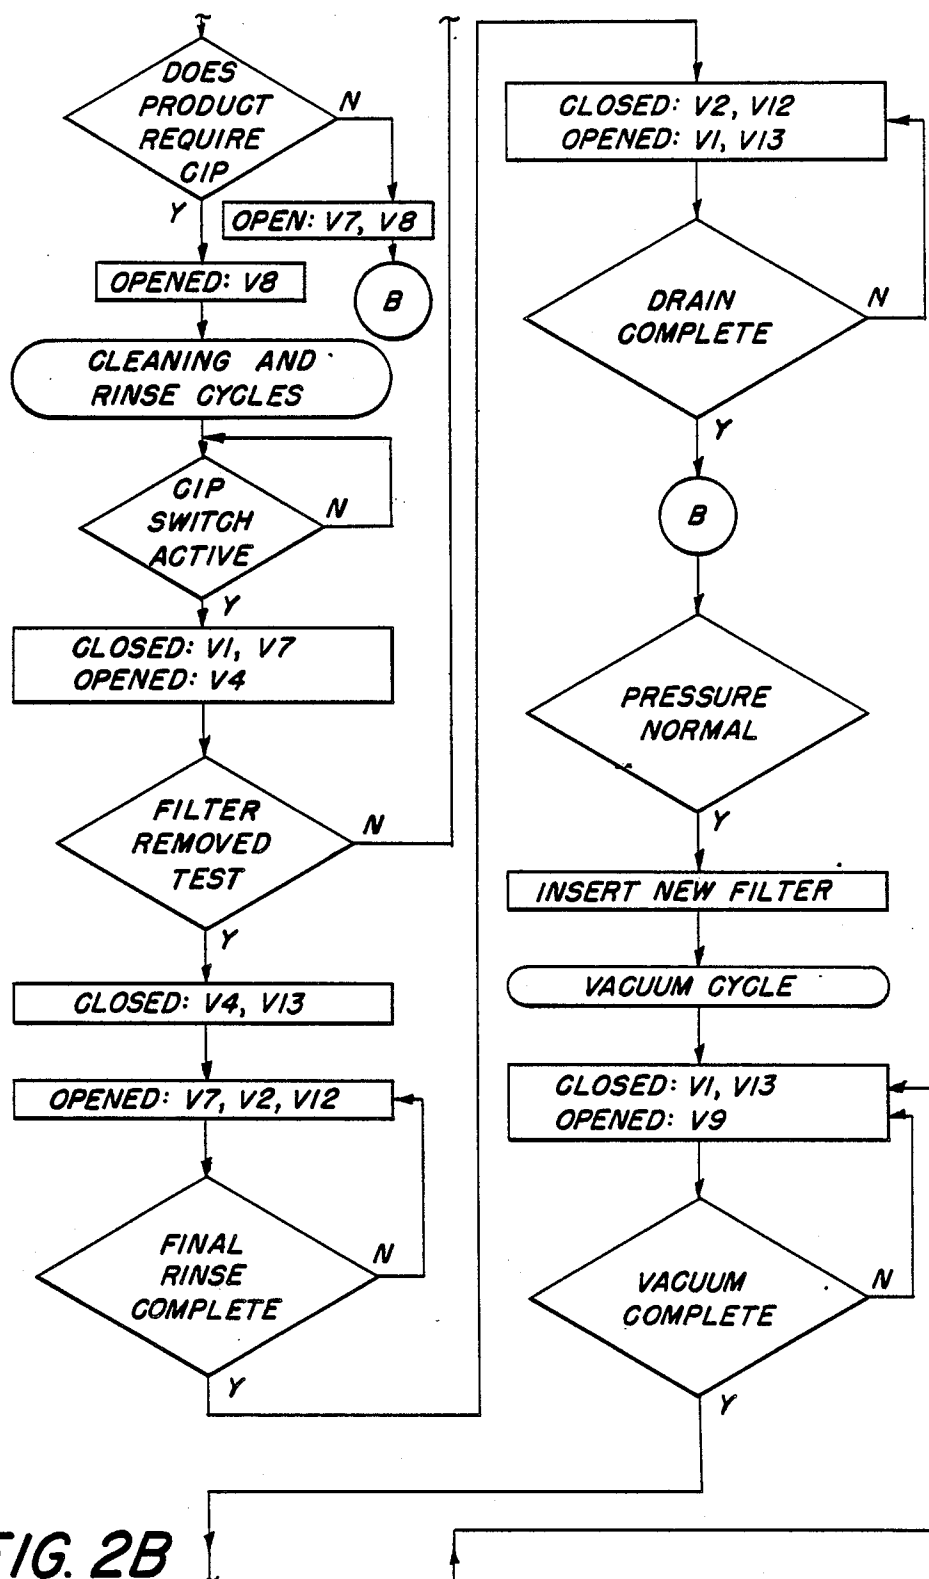 DOES
PRODUCT
REQUIRE
CIP
N
Y
OPEN: V7, V8
OPENED: V8
B
CLEANING AND
RINSE CYCLES
CIP
SWITCH
ACTIVE
N
Y
CLOSED: V1, V7
OPENED: V4
FILTER
REMOVED
TEST
N
Y
CLOSED: V4, V13
OPENED: V7, V2, V12
FINAL
RINSE
COMPLETE
N
Y
CLOSED: V2, V12
OPENED: V1, V13
DRAIN
COMPLETE
N
Y
B
PRESSURE
NORMAL
Y
INSERT NEW FILTER
VACUUM CYCLE
CLOSED: V1, V13
OPENED: V9
VACUUM
COMPLETE
N
Y
FIG. 2B